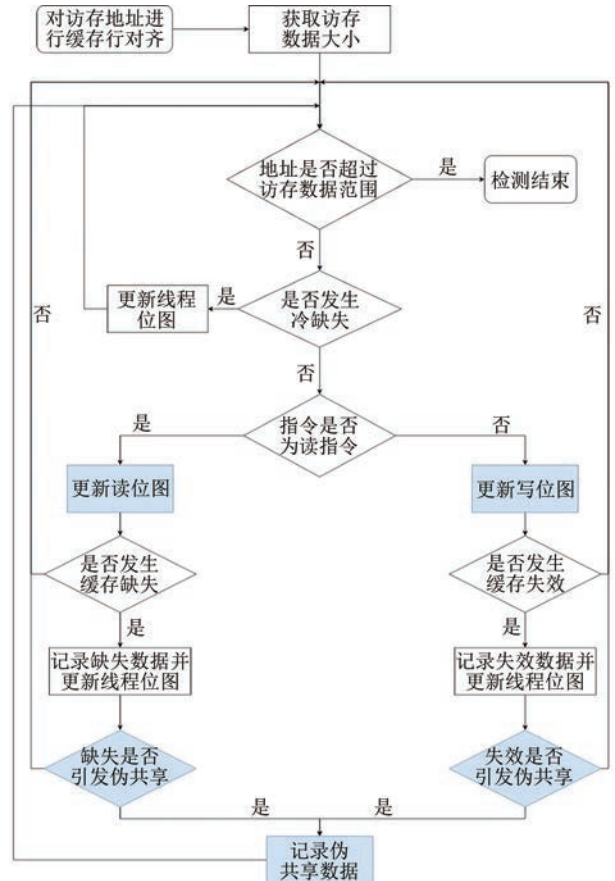 对访存地址进
行缓存行对齐
获取访存
数据大小
地址是否超过
访存数据范围
是
检测结束
否
更新线程
位图
是
是否发生
冷缺失
否
否
否
是
指令是否
为读指令
否
更新读位图
更新写位图
是否发生
缓存缺失
是否发生
缓存失效
是
是
记录缺失数据并
更新线程位图
记录失效数据并
更新线程位图
缺失是否
引发伪共享
失效是否
引发伪共享
是
是
记录伪
共享数据